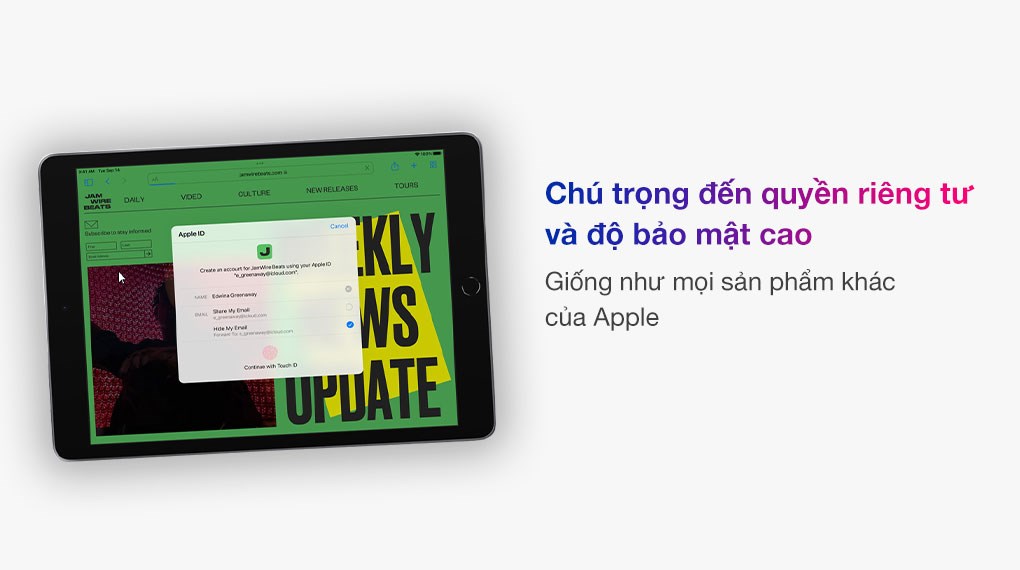 9:41 AM Tue Sep 14
100%
jamwirebeats.com
JAM
WIRE
BEATS
DAILY
VIDEO
CULTURE
NEW RELEASES
TOURS
Subscribe to stay informed
Apple ID
Cancel
Create an account for JamWire Beats using your Apple ID
"e_greenaway@icloud.com".
NAME Edwina Greenaway
EMAIL Share My Email
e_greenaway@icloud.com
Hide My Email
Forward To: e_greenaway@icloud.com
Continue with Touch ID
EKLY
WS
UPDATE
Chú trọng đến quyền riêng tư
và độ bảo mật cao
Giống như mọi sản phẩm khác
của Apple